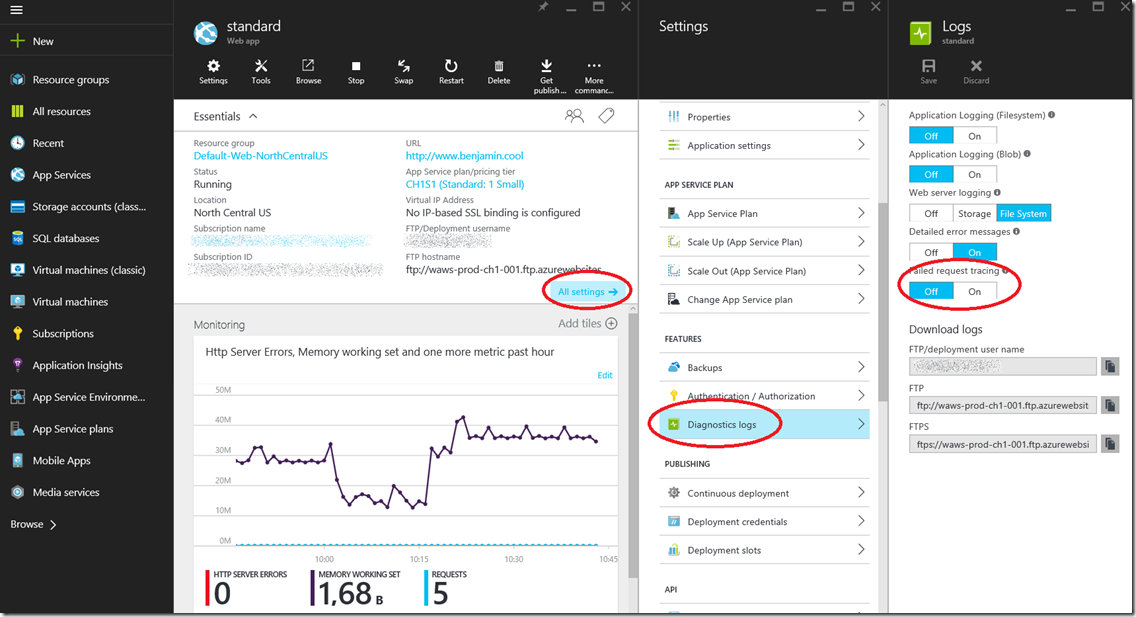 New
Resource groups
All resources
Recent
App Services
Storage accounts (class...
SQL databases
Virtual machines (classic)
Virtual machines
Subscriptions
Application Insights
App Service Environme...
App Service plans
Mobile Apps
Media services
Browse
standard
Web app
Settings
Tools
Browse
Stop
Swap
Restart
Delete
Get
publish ...
More
comman...
Essentials
Resource group
Default-Web-NorthCentralUS
Status
Running
Location
North Central US
Subscription name
Subscription ID
URL
http://www.benjamin.cool
App Service plan/pricing tier
CH1S1 (Standard: 1 Small)
Virtual IP Address
No IP-based SSL binding is configured
FTP/Deployment username
FTP hostname
ftp://waws-prod-ch1-001.ftp.azurewebsites
All settings
Monitoring
Add tiles
Http Server Errors, Memory working set and one more metric past hour
Edit
50M
40M
30M
20M
10M
0M
10:00
10:15
10:30
10:45
HTTP SERVER ERRORS
0
MEMORY WORKING SET
1,68 B
REQUESTS
5
Settings
Properties
Application settings
APP SERVICE PLAN
App Service Plan
Scale Up (App Service Plan)
Scale Out (App Service Plan)
Change App Service plan
FEATURES
Backups
Authentication / Authorization
Diagnostics logs
PUBLISHING
Continuous deployment
Deployment credentials
Deployment slots
API
Logs
standard
Save
Discard
Application Logging (Filesystem)
Off On
Application Logging (Blob)
Off On
Web server logging
Off Storage File System
Detailed error messages
Off On
Failed request tracing
Off On
Download logs
FTP/deployment user name
FTP
ftp://waws-prod-ch1-001.ftp.azurewebsit
FTPS
ftps://waws-prod-ch1-001.ftp.azurewebsi